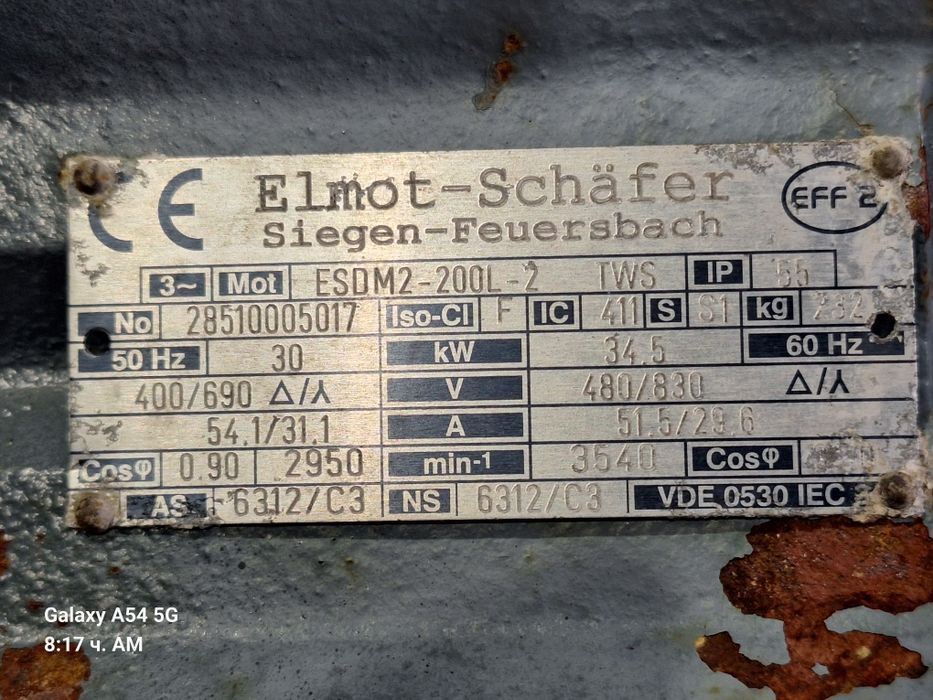 CE Elmot-Schäfer EFF 2
Siegen-Feuersbach
3~ Mot ESDM2-200L-2 TWS IP 55
No 28510005017 Iso-Cl F IC 411 S S1 kg 232
50 Hz 30 kW 34.5 60 Hz
400/690 Δ/⅄ V 480/830 Δ/⅄
54.1/31.1 A 51.5/29.6
Cosφ 0.90 2950 min-1 3540 Cosφ
AS 6312/C3 NS 6312/C3 VDE 0530 IEC
Galaxy A54 5G
8:17 ч. AM